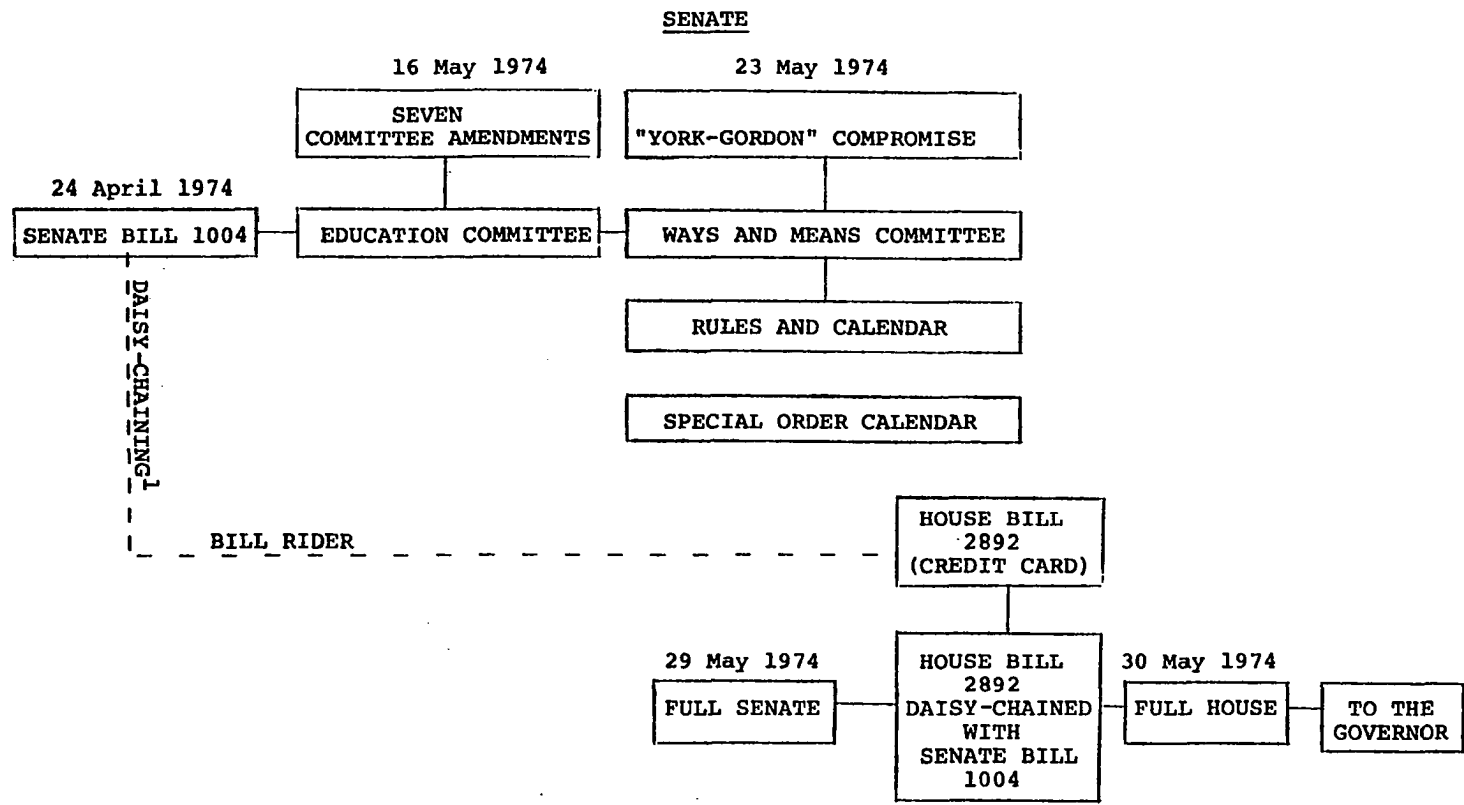 SENATE
16 May 1974
23 May 1974
SEVEN
COMMITTEE AMENDMENTS
"YORK-GORDON" COMPROMISE
24 April 1974
SENATE BILL 1004
EDUCATION COMMITTEE
WAYS AND MEANS COMMITTEE
RULES AND CALENDAR
SPECIAL ORDER CALENDAR
DAISY-CHAINING1
BILL RIDER
HOUSE BILL
2892
(CREDIT CARD)
29 May 1974
FULL SENATE
HOUSE BILL
2892
DAISY-CHAINED
WITH
SENATE BILL
1004
30 May 1974
FULL HOUSE
TO THE
GOVERNOR